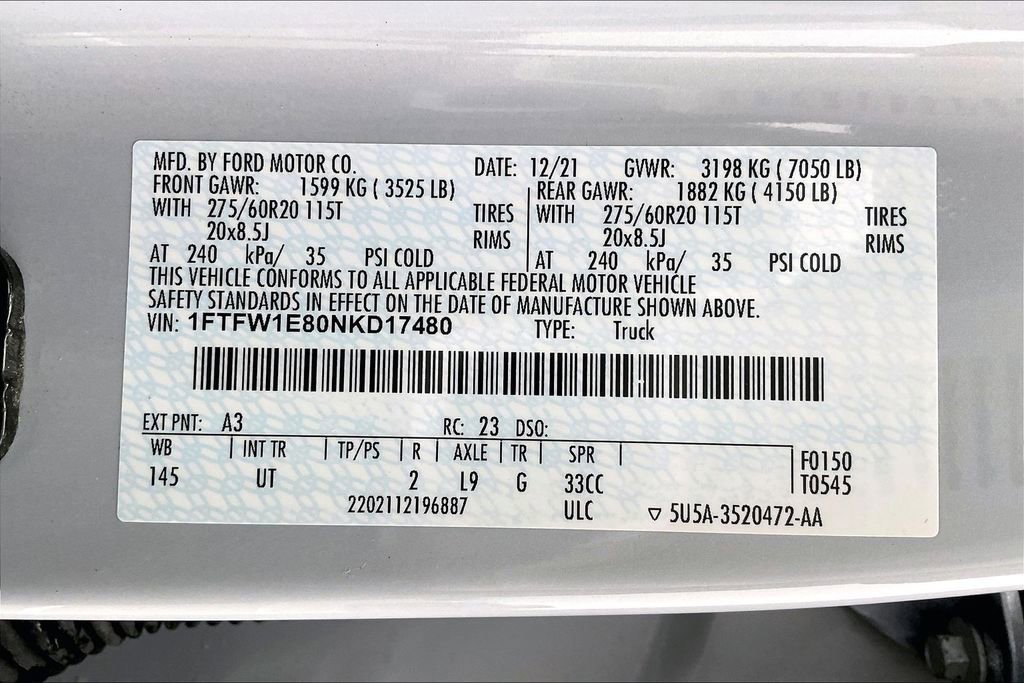 MFD. BY FORD MOTOR CO. DATE: 12/21 GVWR: 3198 KG ( 7050 LB)
FRONT GAWR: 1599 KG ( 3525 LB) REAR GAWR: 1882 KG ( 4150 LB)
WITH 275/60R20 115T TIRES WITH 275/60R20 115T TIRES
20x8.5J RIMS 20x8.5J RIMS
AT 240 kPa/ 35 PSI COLD AT 240 kPa/ 35 PSI COLD
THIS VEHICLE CONFORMS TO ALL APPLICABLE FEDERAL MOTOR VEHICLE
SAFETY STANDARDS IN EFFECT ON THE DATE OF MANUFACTURE SHOWN ABOVE.
VIN: 1FTFW1E80NKD17480 TYPE: Truck
EXT PNT: A3 RC: 23 DSO:
WB INT TR TP/PS R AXLE TR SPR F0150
145 UT 2 L9 G 33CC T0545
2202112196887 ULC 5U5A-3520472-AA